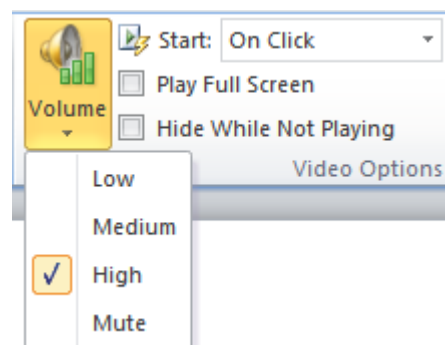 Start: On Click
Play Full Screen
Volume
Hide While Not Playing
Video Options
Low
Medium
High
Mute